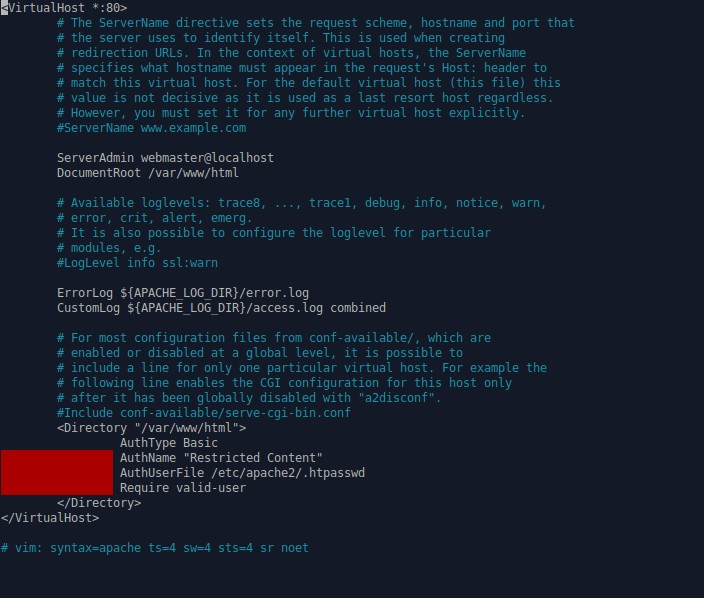 <VirtualHost *:80>
# The ServerName directive sets the request scheme, hostname and port that
# the server uses to identify itself. This is used when creating
# redirection URLs. In the context of virtual hosts, the ServerName
# specifies what hostname must appear in the request's Host: header to
# match this virtual host. For the default virtual host (this file) this
# value is not decisive as it is used as a last resort host regardless.
# However, you must set it for any further virtual host explicitly.
#ServerName www.example.com
ServerAdmin webmaster@localhost
DocumentRoot /var/www/html
# Available loglevels: trace8, ..., trace1, debug, info, notice, warn,
# error, crit, alert, emerg.
# It is also possible to configure the loglevel for particular
# modules, e.g.
#LogLevel info ssl:warn
ErrorLog ${APACHE_LOG_DIR}/error.log
CustomLog ${APACHE_LOG_DIR}/access.log combined
# For most configuration files from conf-available/, which are
# enabled or disabled at a global level, it is possible to
# include a line for only one particular virtual host. For example the
# following line enables the CGI configuration for this host only
# after it has been globally disabled with "a2disconf".
#Include conf-available/serve-cgi-bin.conf
<Directory "/var/www/html">
AuthType Basic
AuthName "Restricted Content"
AuthUserFile /etc/apache2/.htpasswd
Require valid-user
</Directory>
</VirtualHost>
# vim: syntax=apache ts=4 sw=4 sts=4 sr noet